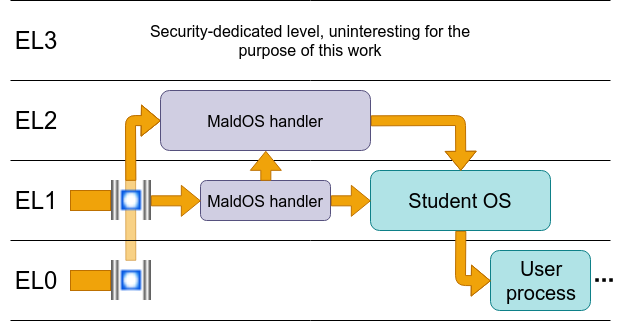 EL3
Security-dedicated level, uninteresting for the
purpose of this work
EL2
MaldOS handler
EL1
MaldOS handler
Student OS
EL0
User
process
...